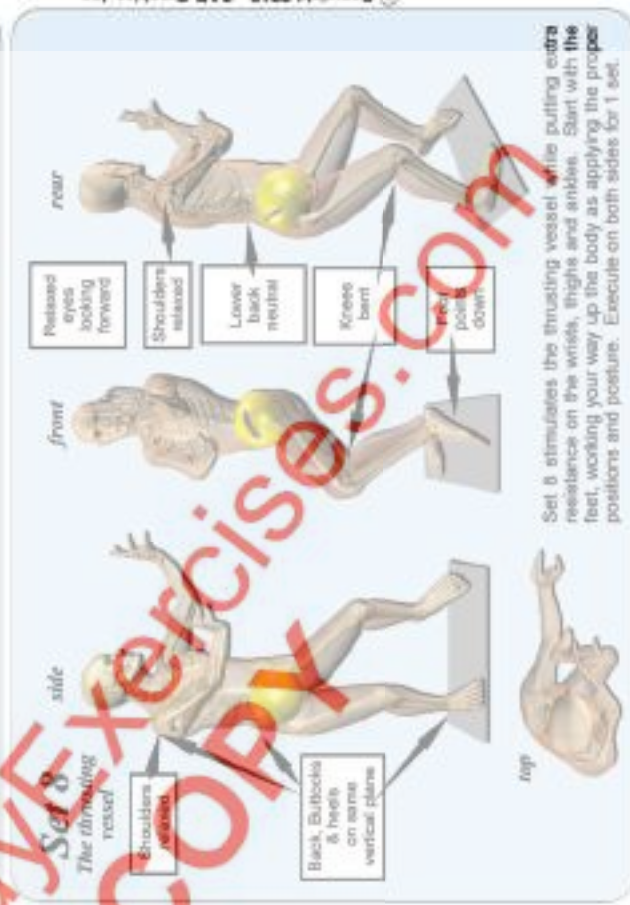 Set 8
The thrusting
vessel
side
front
rear
top
Shoulders
relaxed
Back, Buttocks
& heels
on same
vertical plane
Relaxed
eyes
looking
forward
Shoulders
relaxed
Lower
back
neutral
Knees
bent
points
down
Set 8 stimulates the thrusting vessel while putting extra
resistance on the wrists, thighs and ankles. Start with the
feet, working your way up the body as applying the proper
positions and posture. Execute on both sides for 1 set.
yExercises.com
COPY